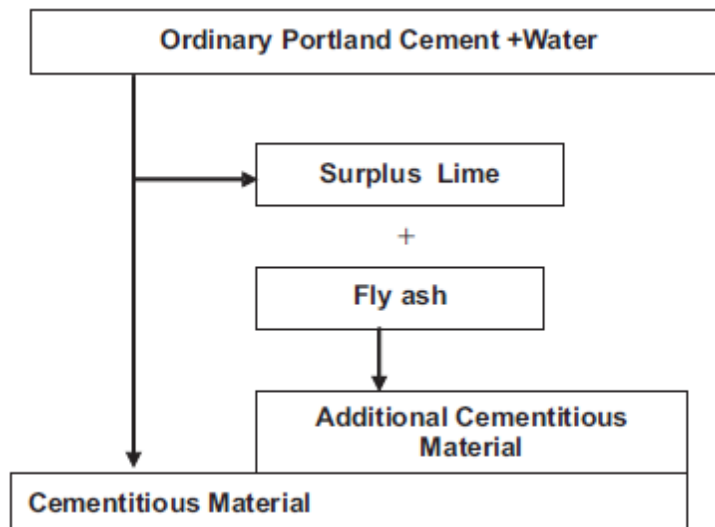 Ordinary Portland Cement +Water
Surplus Lime
+
Fly ash
Additional Cementitious
Material
Cementitious Material